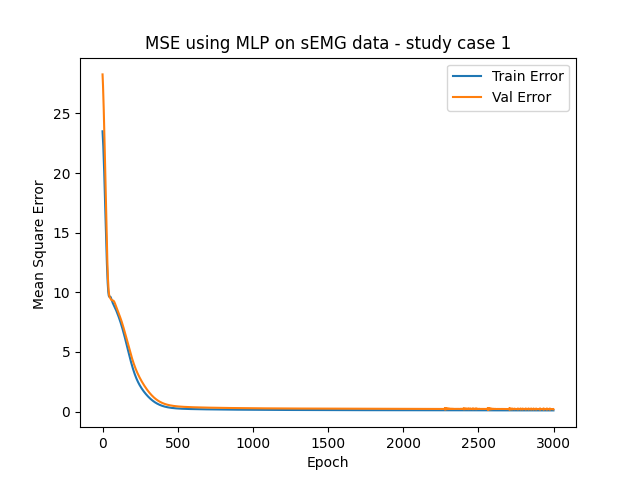 MSE using MLP on sEMG data - study case 1
Train Error
Val Error
Mean Square Error
25
20
15
10
5
0
0 500 1000 1500 2000 2500 3000
Epoch